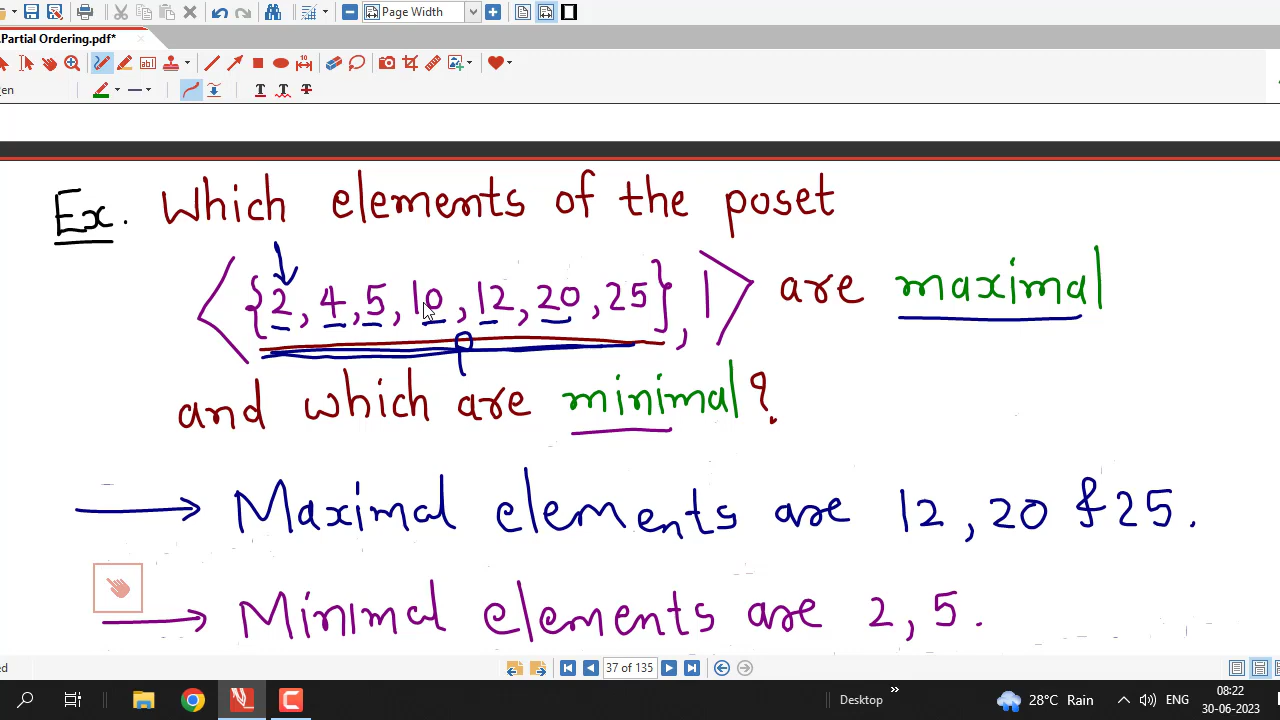 Page Width
.Partial Ordering.pdf*
en
Ex. Which elements of the poset
<{2, 4, 5, 10, 12, 20, 25}, |> are maximal
and which are minimal?
→ Maximal elements are 12, 20 & 25.
→ Minimal elements are 2, 5.
ed
37 of 135
Desktop
»
28°C Rain
ENG
08:22
30-06-2023